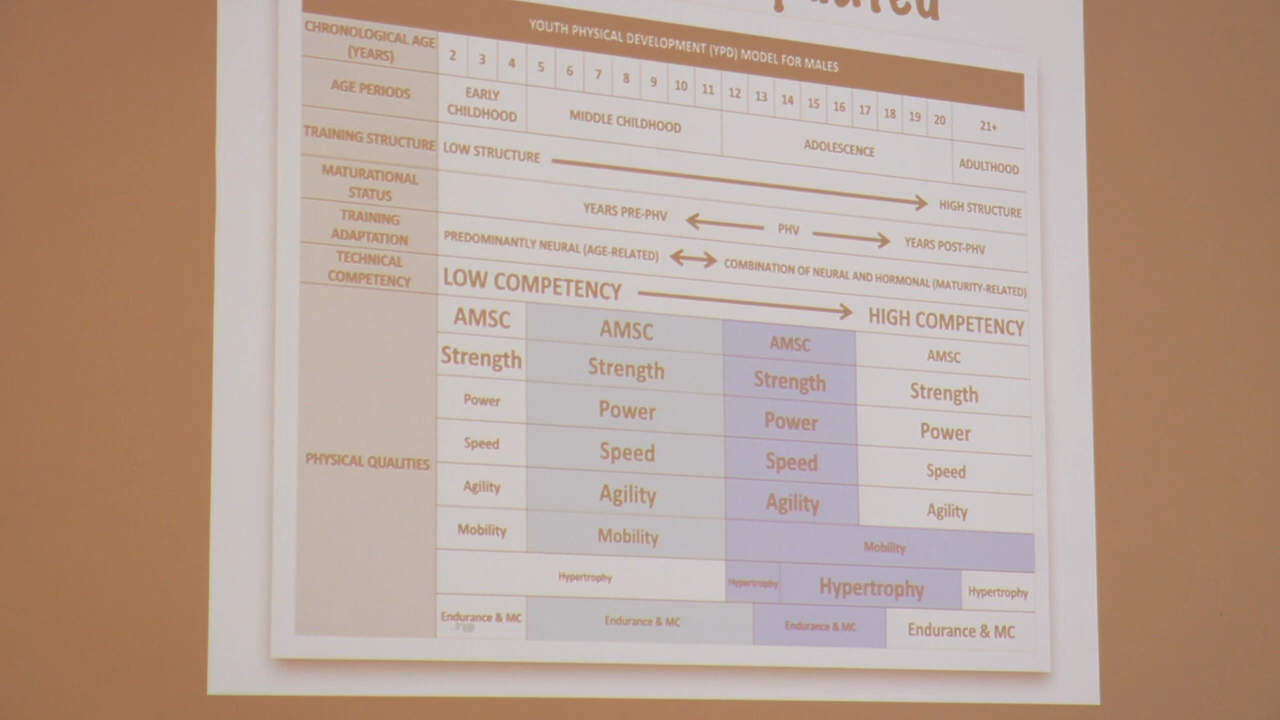 YOUTH PHYSICAL DEVELOPMENT (YPD) MODEL FOR MALES
CHRONOLOGICAL AGE
(YEARS)
2 3 4 5 6 7 8 9 10 11 12 13 14 15 16 17 18 19 20 21+
AGE PERIODS
EARLY
CHILDHOOD
MIDDLE CHILDHOOD
ADOLESCENCE
ADULTHOOD
TRAINING STRUCTURE
LOW STRUCTURE
HIGH STRUCTURE
MATURATIONAL
STATUS
YEARS PRE-PHV
PHV
YEARS POST-PHV
TRAINING
ADAPTATION
PREDOMINANTLY NEURAL (AGE-RELATED)
COMBINATION OF NEURAL AND HORMONAL (MATURITY-RELATED)
TECHNICAL
COMPETENCY
LOW COMPETENCY
HIGH COMPETENCY
PHYSICAL QUALITIES
AMSC AMSC AMSC AMSC
Strength Strength Strength Strength
Power Power Power Power
Speed Speed Speed Speed
Agility Agility Agility Agility
Mobility Mobility Mobility
Hypertrophy Hypertrophy Hypertrophy Hypertrophy
Endurance & MC Endurance & MC Endurance & MC Endurance & MC